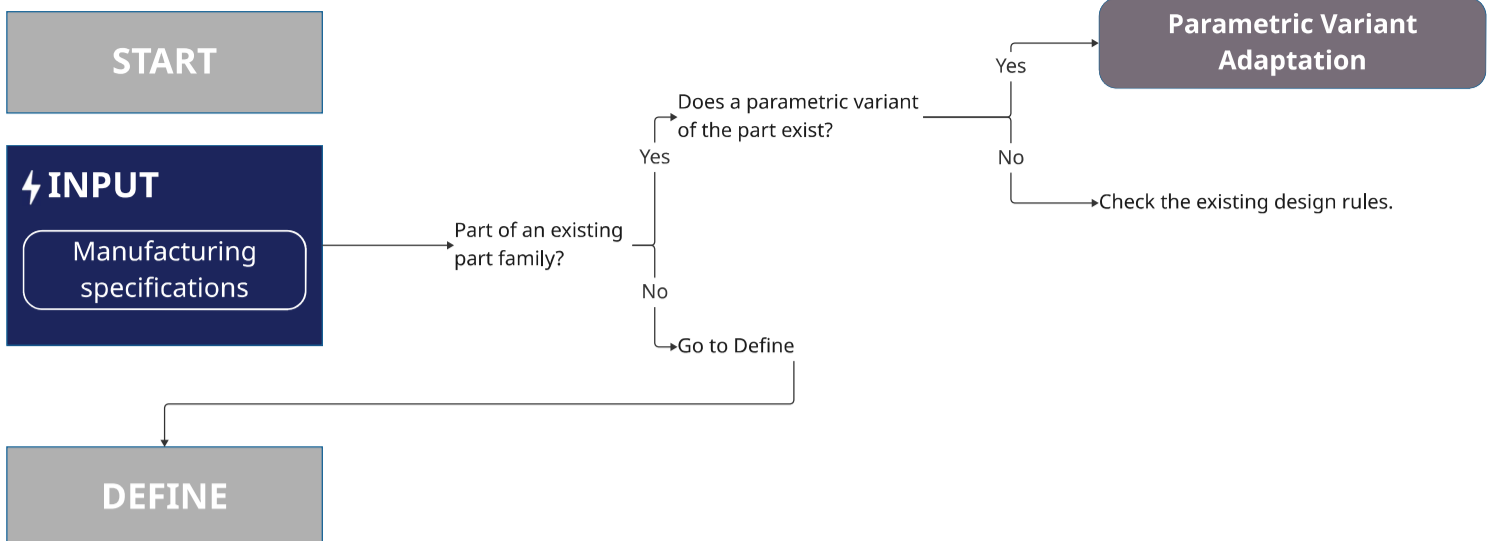 START
INPUT
Manufacturing
specifications
Part of an existing
part family?
Yes
Does a parametric variant
of the part exist?
Yes
Parametric Variant
Adaptation
No
Check the existing design rules.
No
Go to Define
DEFINE